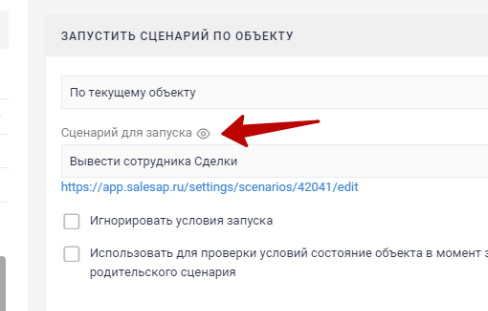 ЗАПУСТИТЬ СЦЕНАРИЙ ПО ОБЪЕКТУ
По текущему объекту
Сценарий для запуска
Вывести сотрудника Сделки
https://app.salesap.ru/settings/scenarios/42041/edit
Игнорировать условия запуска
Использовать для проверки условий состояние объекта в момент
родительского сценария